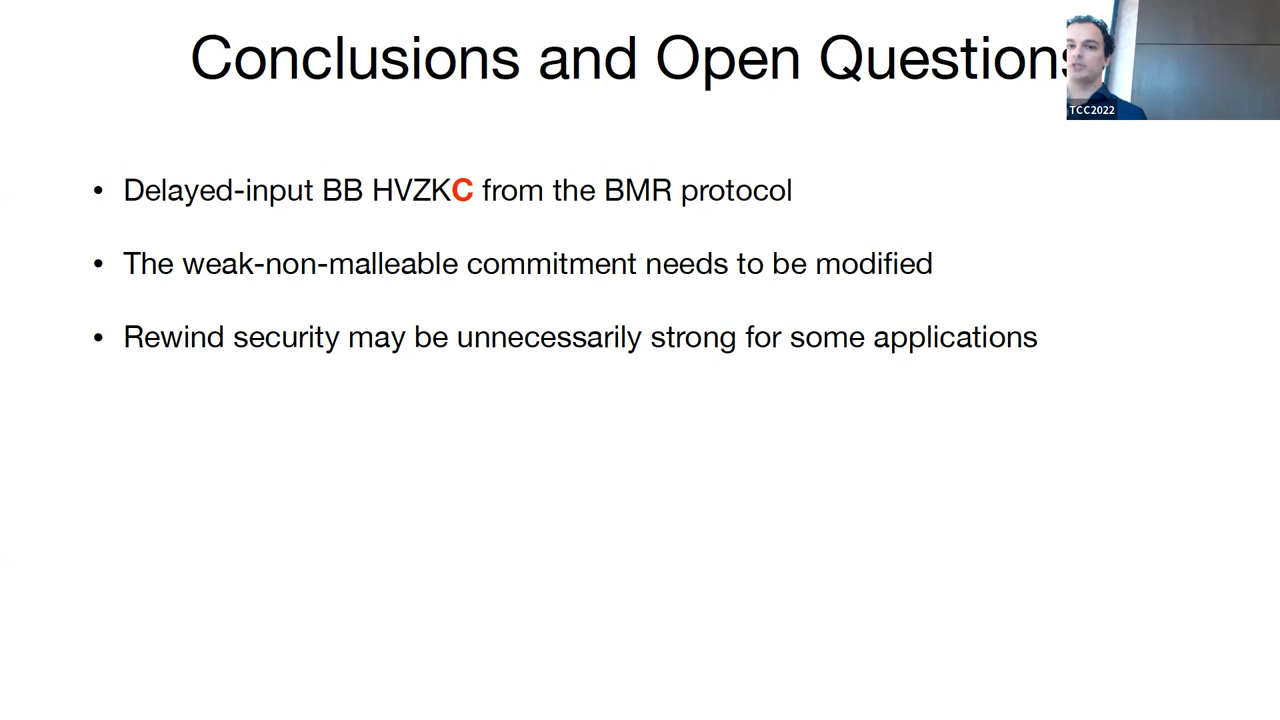 Conclusions and Open Questions
TCC2022
• Delayed-input BB HVZKC from the BMR protocol
• The weak-non-malleable commitment needs to be modified
• Rewind security may be unnecessarily strong for some applications